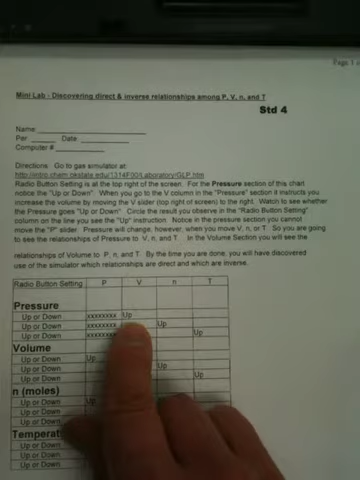 Page 1
Mini Lab - Discovering direct & inverse relationships among P, V, n, and T
Std 4
Name:
Per Date:
Computer #
Directions: Go to gas simulator at:
http://intro.chem.okstate.edu/1314F00/Laboratory/GLP.htm
Radio Button Setting is at the top right of the screen. For the Pressure section of this chart
notice the "Up or Down". When you go to the V column in the "Pressure" section it instructs you
increase the volume by moving the V slider (top right of screen) to the right. Watch to see whether
the Pressure goes "Up or Down". Circle the result you observe in the "Radio Button Setting"
column on the line you see the "Up" instruction. Notice in the pressure section you cannot
move the "P" slider. Pressure will change, however, when you move V, n, or T. So you are going
to see the relationships of Pressure to V, n, and T. In the Volume Section you will see the
relationships of Volume to P, n, and T. By the time you are done, you will have discovered
use of the simulator which relationships are direct and which are inverse.
Radio Button Setting P V n T
Pressure
Up or Down xxxxxxxx Up
Up or Down xxxxxxxx Up
Up or Down xxxxxxx Up
Volume
Up or Down Up
Up or Down Up
Up or Down Up
n (moles)
Up or Down Up
Up or Down
Up or Down
Up or Down
Up or Down
Up or Down